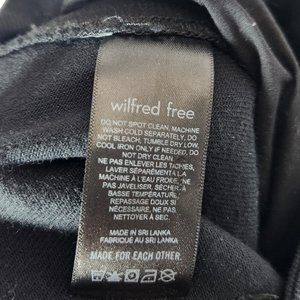 wilfred free
DO NOT SPOT CLEAN, MACHINE
WASH COLD SEPARATELY, DO
NOT BLEACH, TUMBLE DRY LOW,
COOL IRON ONLY IF NEEDED, DO
NOT DRY CLEAN
NE PAS ENLEVER LES TÂCHES,
LAVER SÉPARÉMENT À LA
MACHINE À L'EAU FROIDE, NE
PAS JAVELISER, SÉCHER À
BASSE TEMPÉRATURE,
REPASSAGE DOUX SI
NÉCESSAIRE, NE PAS
NETTOYER À SEC.
MADE IN SRI LANKA
FABRIQUÉ AU SRI LANKA
MADE FOR EACH OTHER.